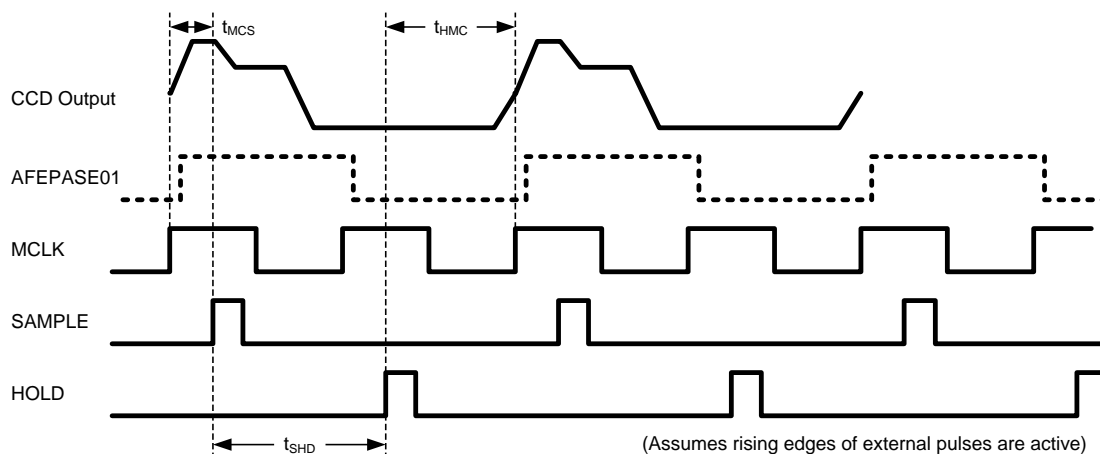 tMCS
tHMC
CCD Output
AFEPASE01
MCLK
SAMPLE
HOLD
tSHD
(Assumes rising edges of external pulses are active)